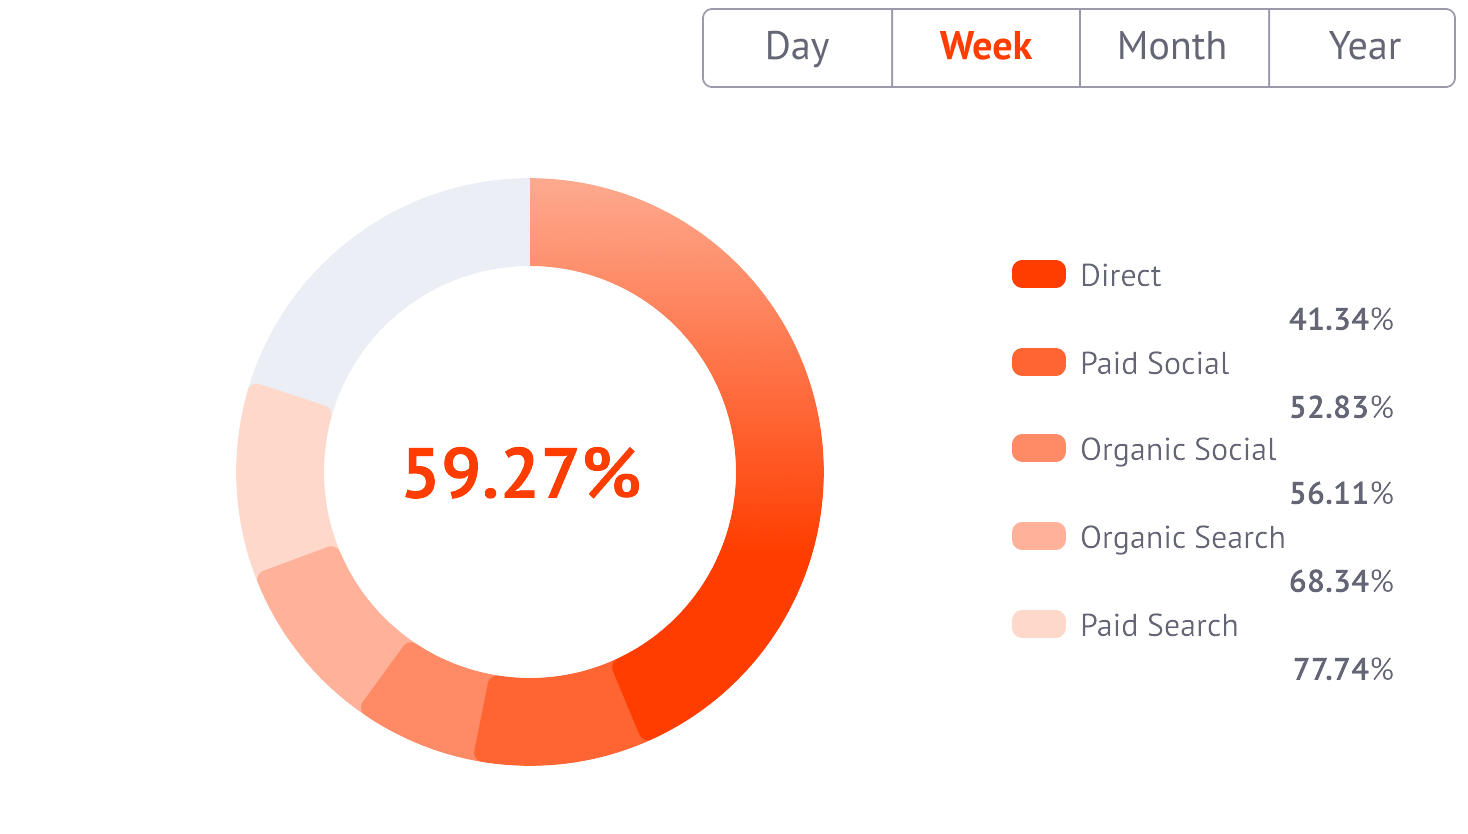 Day Week Month Year
Direct
41.34%
Paid Social
52.83%
59.27%
Organic Social
56.11%
Organic Search
68.34%
Paid Search
77.74%